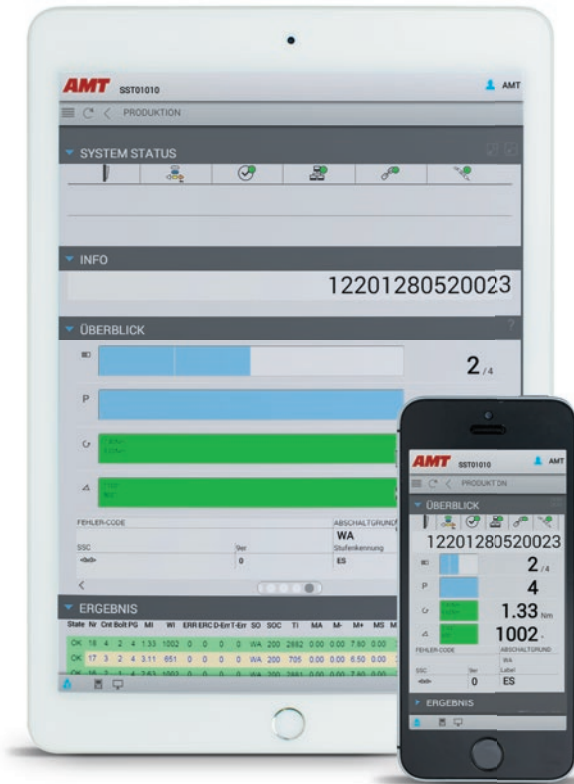 AMT SST01010 AMT
PRODUKTION
SYSTEM STATUS
INFO
12201280520023
ÜBERBLICK ?
2 / 4
P
FEHLER-CODE ABSCHALTGRUND
WA
SSC 9er Stufenkennung
0 ES
ERGEBNIS
State Nr Cnt Bolt PG MI WI ERR ERC D-Err T-Err SO SOC TI MA M- M+ MS M
OK 18 4 2 4 1.33 1002 0 0 0 0 WA 200 2892 0.00 0.00 7.80 0.00
OK 17 3 2 4 3.11 651 0 0 0 0 WA 200 705 0.00 0.00 6.50 0.00
AMT SST01010 AMT
PRODUKTION
ÜBERBLICK
12201280520023
2 / 4
P 4
1.33 Nm
1002 °
FEHLER-CODE ABSCHALTGRUND
WA
SSC 9er Label
0 ES
ERGEBNIS